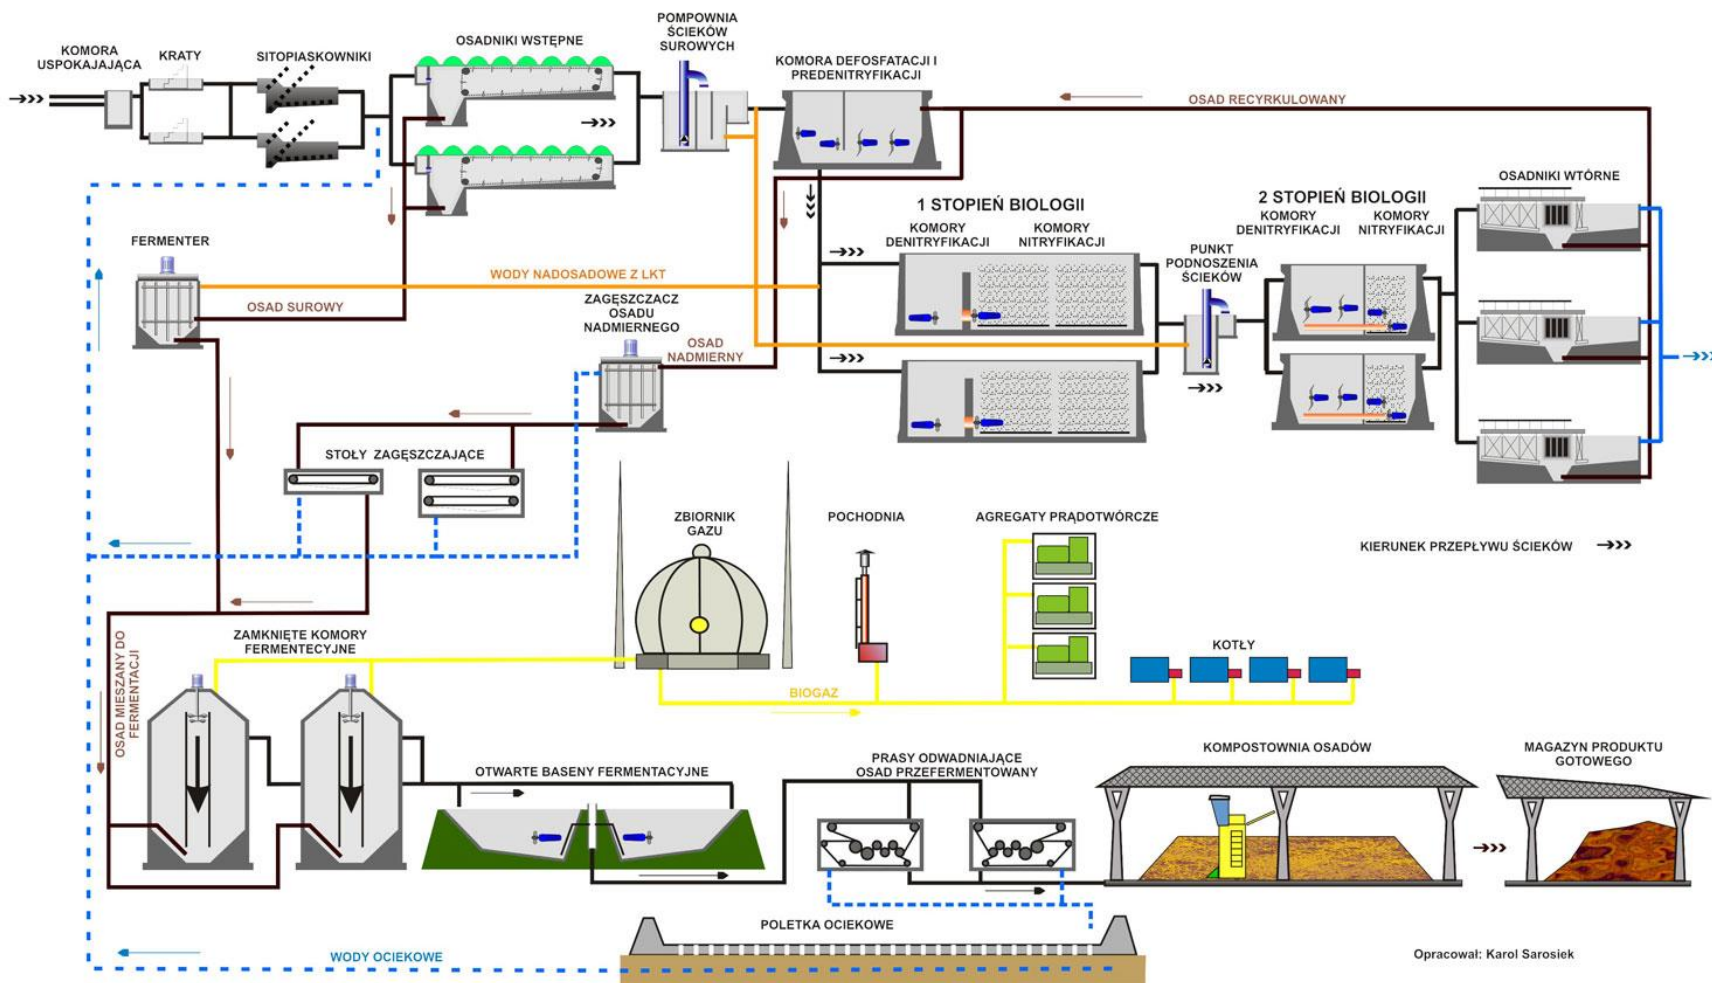 KOMORA
USPOKAJAJĄCA
KRATY
SITOPIASKOWNIKI
OSADNIKI WSTĘPNE
POMPOWNIA
ŚCIEKÓW
SUROWYCH
KOMORA DEFOSFATACJI I
PREDENITRYFIKACJI
OSAD RECYRKULOWANY
OSADNIKI WTÓRNE
1 STOPIEŃ BIOLOGII
KOMORY
DENITRYFIKACJI
KOMORY
NITRYFIKACJI
PUNKT
PODNOSZENIA
ŚCIEKÓW
2 STOPIEŃ BIOLOGII
KOMORY
DENITRYFIKACJI
KOMORY
NITRYFIKACJI
FERMENTER
WODY NADOSADOWE Z LKT
OSAD SUROWY
ZAGĘSZCZACZ
OSADU
NADMIERNEGO
OSAD
NADMIERNY
STOŁY ZAGĘSZCZAJĄCE
ZBIORNIK
GAZU
POCHODNIA
AGREGATY PRĄDOTWÓRCZE
KIERUNEK PRZEPŁYWU ŚCIEKÓW
OSAD MIESZANY DO
FERMENTACJI
ZAMKNIĘTE KOMORY
FERMENTECYJNE
BIOGAZ
KOTŁY
OTWARTE BASENY FERMENTACYJNE
PRASY ODWADNIAJĄCE
OSAD PRZEFERMENTOWANY
KOMPOSTOWNIA OSADÓW
MAGAZYN PRODUKTU
GOTOWEGO
POLETKA OCIEKOWE
WODY OCIEKOWE
Opracował: Karol Sarosiek